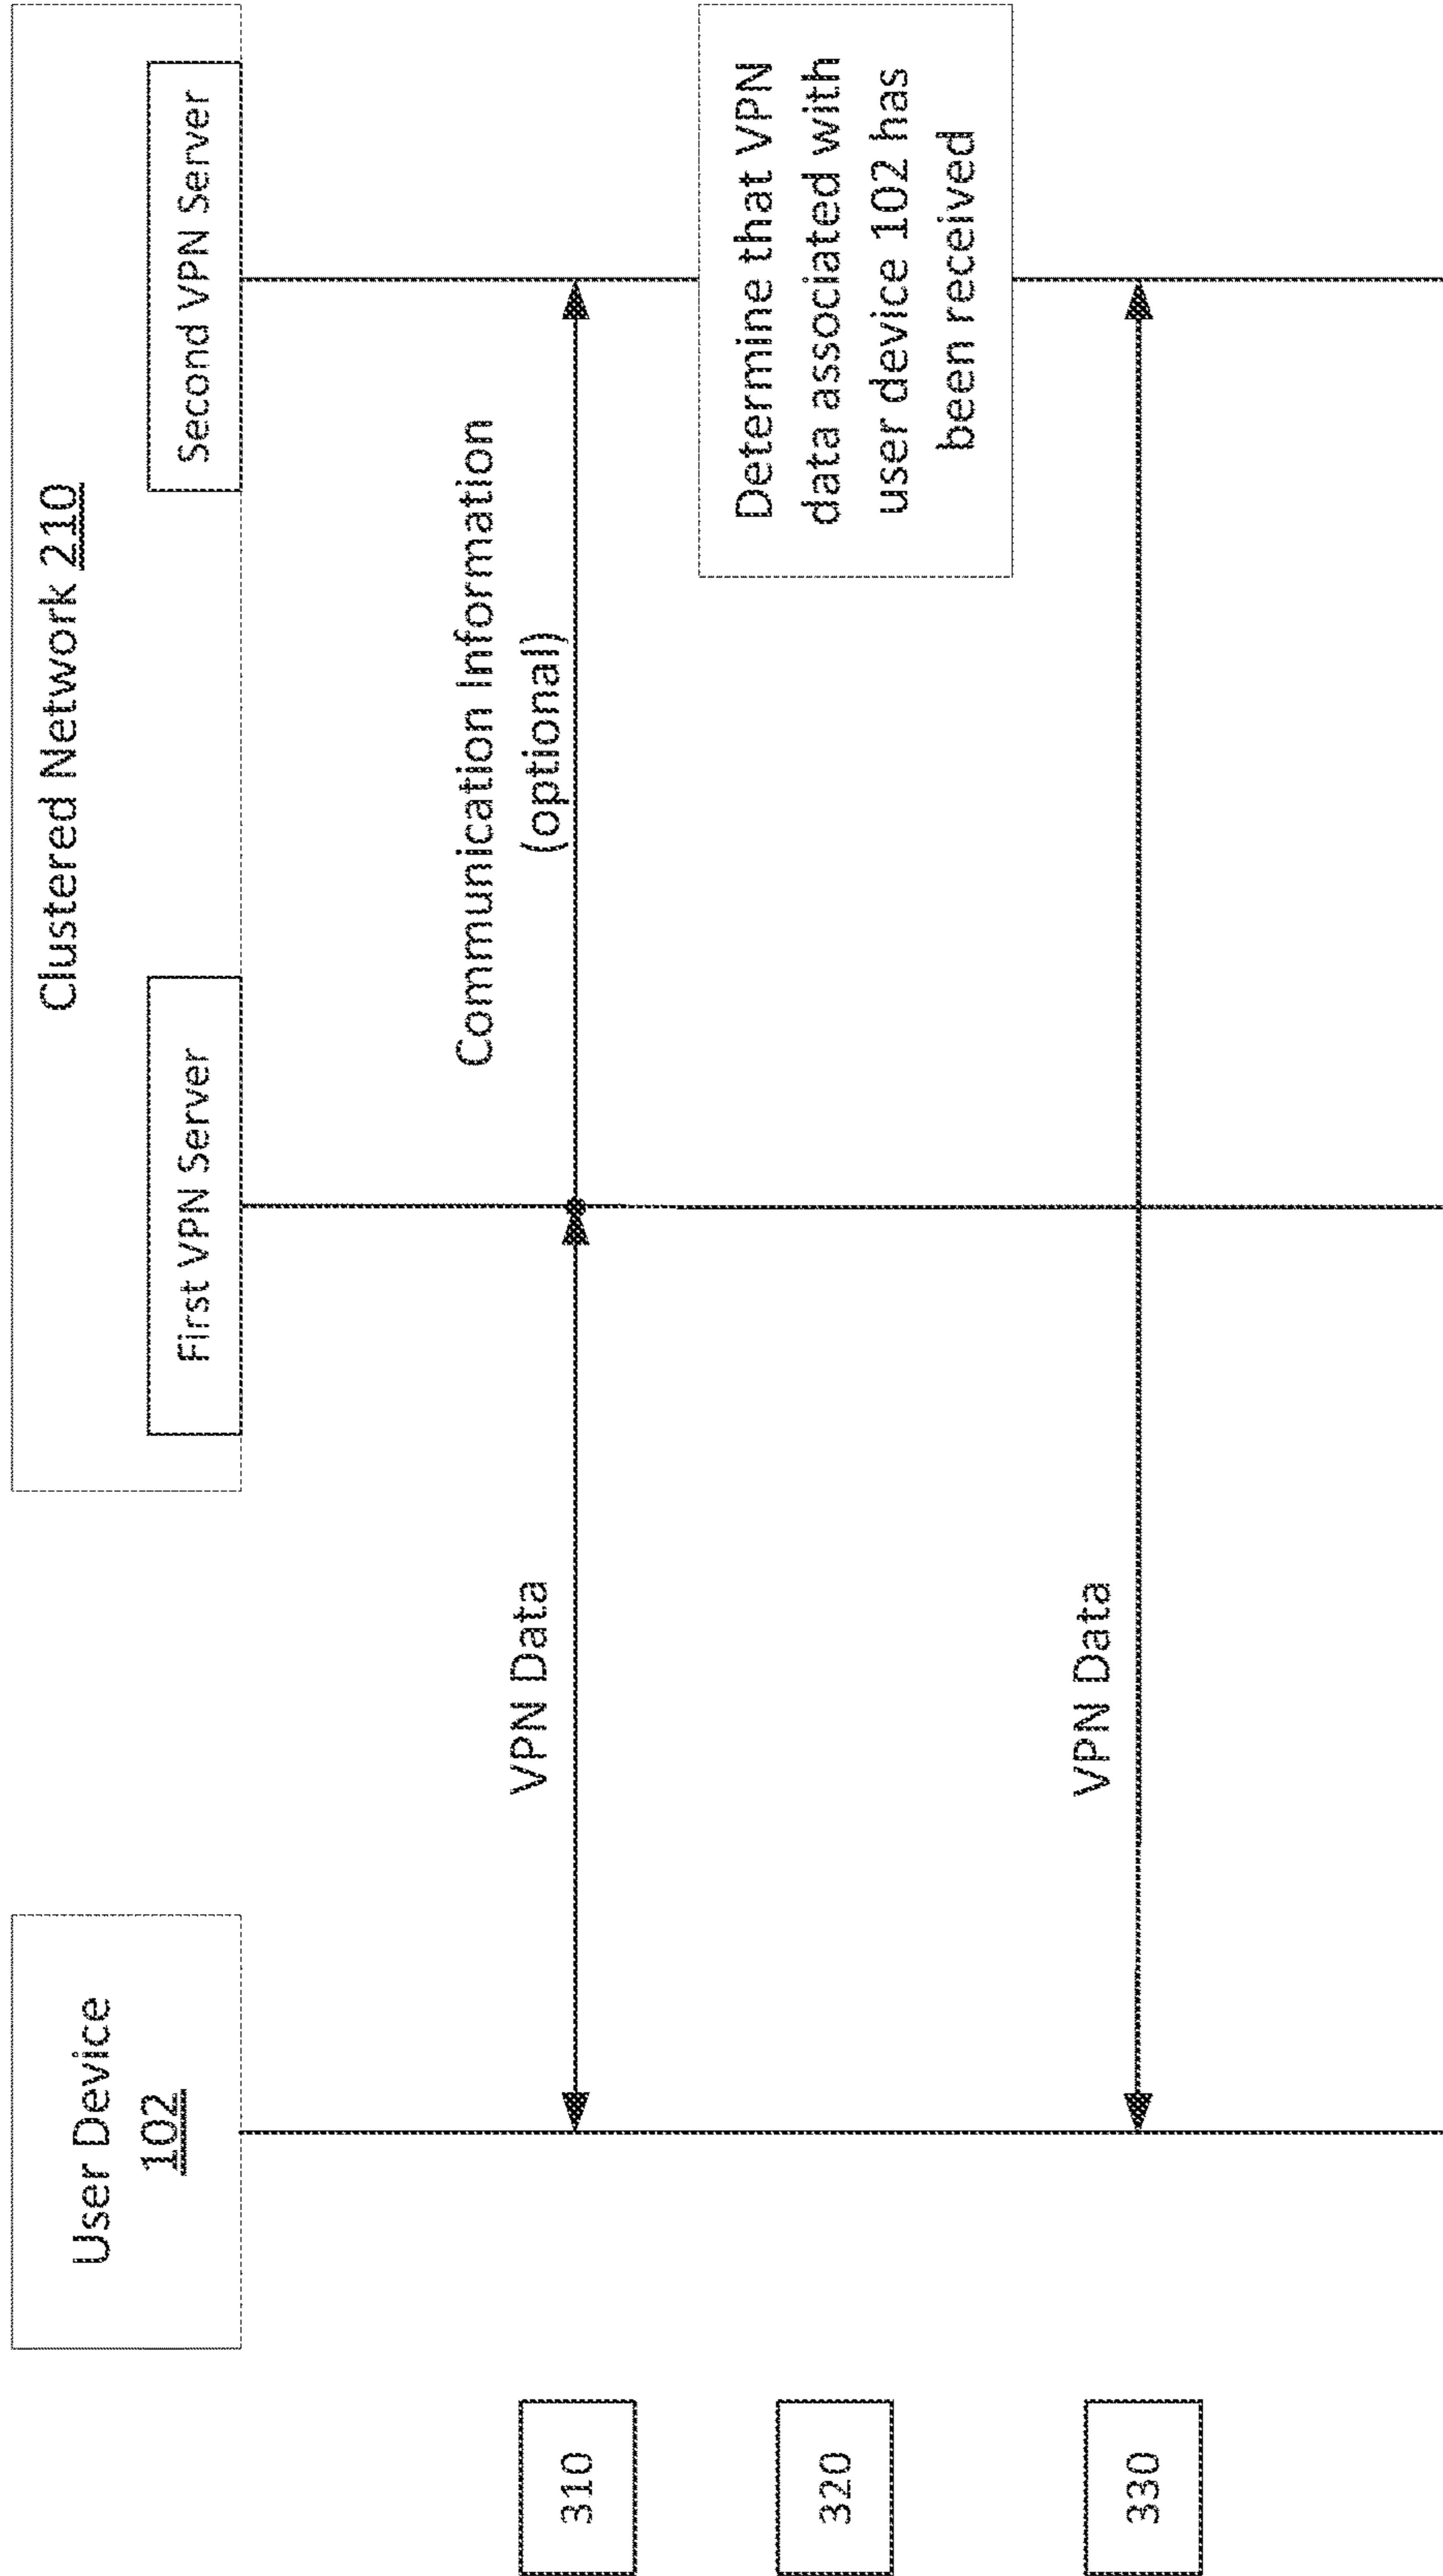 User Device
102
Clustered Network 210
First VPN Server
Second VPN Server
310
VPN Data
Communication Information
(optional)
320
Determine that VPN
data associated with
user device 102 has
been received
330
VPN Data